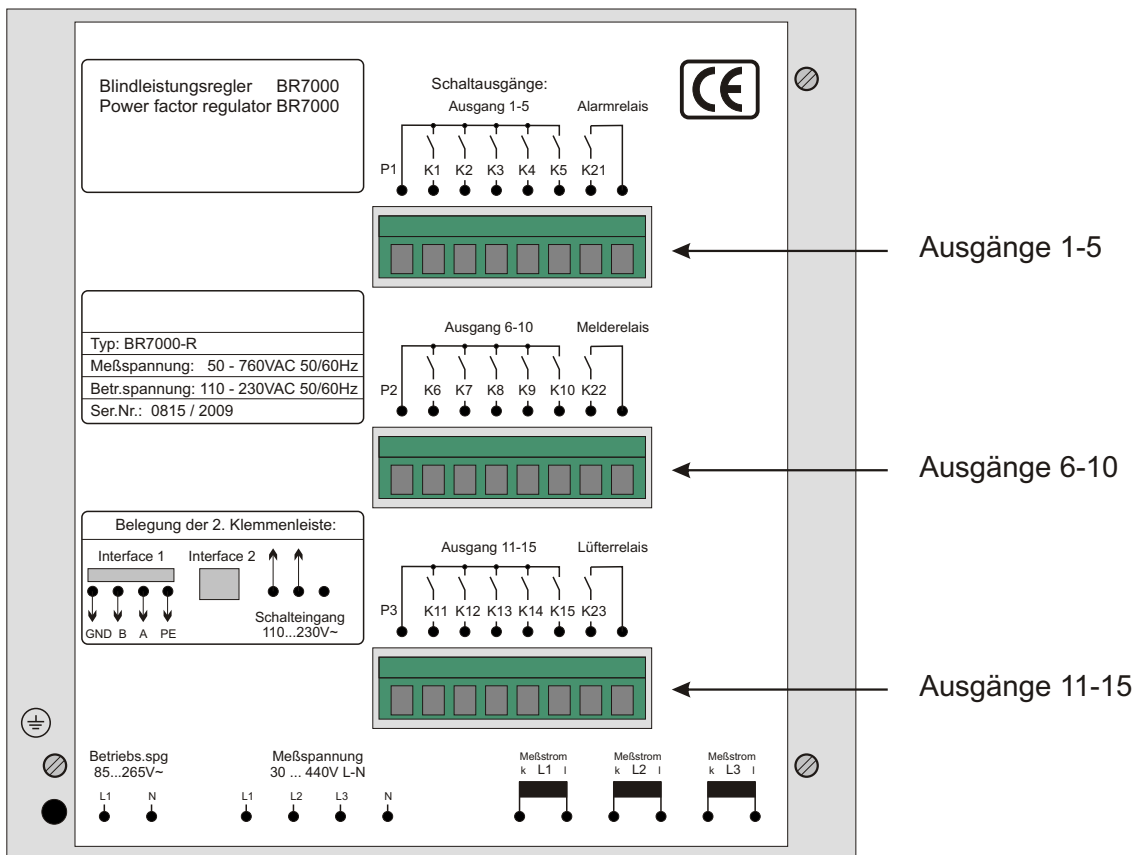 Blindleistungsregler BR7000
Power factor regulator BR7000
Schaltausgänge:
Ausgang 1-5 Alarmrelais
CE
P1 K1 K2 K3 K4 K5 K21
Ausgänge 1-5
Typ: BR7000-R
Meßspannung: 50 - 760VAC 50/60Hz
Betr.spannung: 110 - 230VAC 50/60Hz
Ser.Nr.: 0815 / 2009
Ausgang 6-10 Melderelais
P2 K6 K7 K8 K9 K10 K22
Ausgänge 6-10
Belegung der 2. Klemmenleiste:
Interface 1 Interface 2
Schalteingang
110...230V~
GND B A PE
Ausgang 11-15 Lüfterrelais
P3 K11 K12 K13 K14 K15 K23
Ausgänge 11-15
Betriebs.spg
85...265V~
L1 N
Meßspannung
30 ... 440V L-N
L1 L2 L3 N
Meßstrom
k L1 l
Meßstrom
k L2 l
Meßstrom
k L3 l